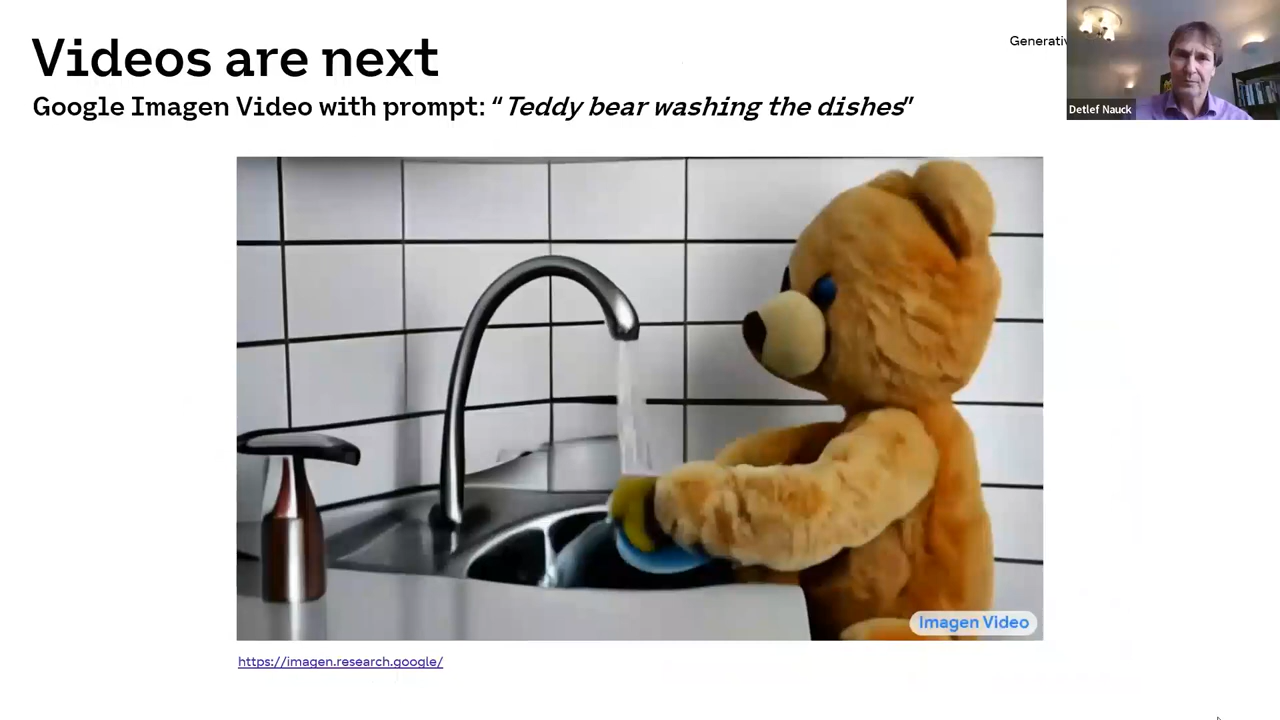 Videos are next
Generativ
Google Imagen Video with prompt: “Teddy bear washing the dishes”
Detlef Nauck
Imagen Video
https://imagen.research.google/